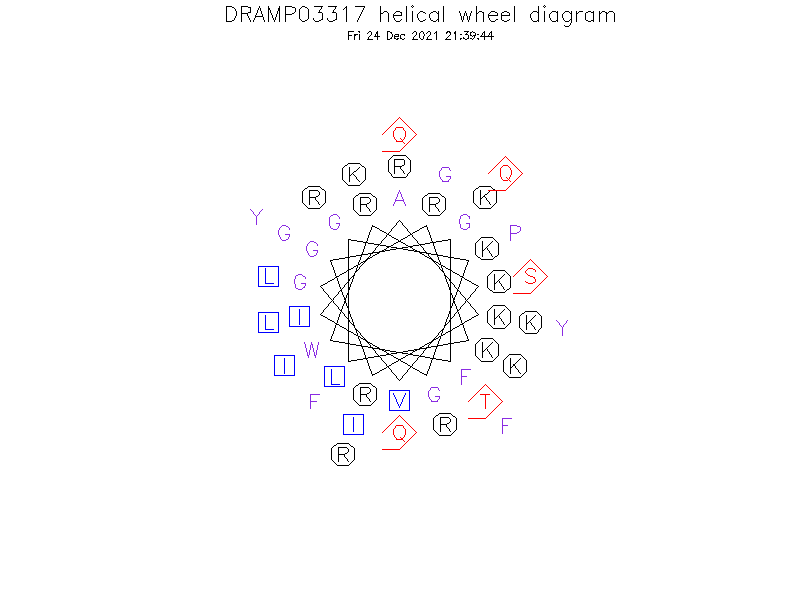 DRAMP03317 helical wheel diagram
Fri 24 Dec 2021 21:39:44
Q
R
K G Q
R R A R K
Y G G
G P
G K
L G K S
L I K K Y
W K
I K
L F
F R V G T
I Q R F
R